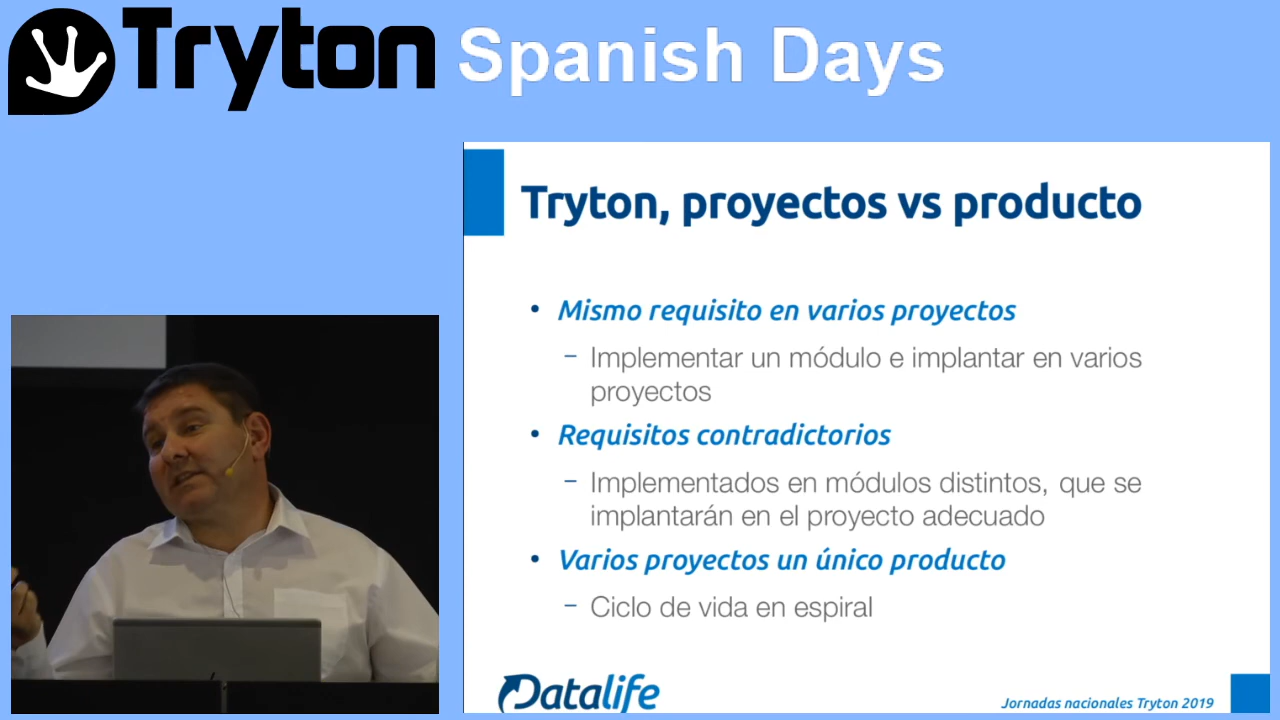 Tryton Spanish Days
Tryton, proyectos vs producto
• Mismo requisito en varios proyectos
– Implementar un módulo e implantar en varios
proyectos
• Requisitos contradictorios
– Implementados en módulos distintos, que se
implantarán en el proyecto adecuado
• Varios proyectos un único producto
– Ciclo de vida en espiral
Datalife
Jornadas nacionales Tryton 2019